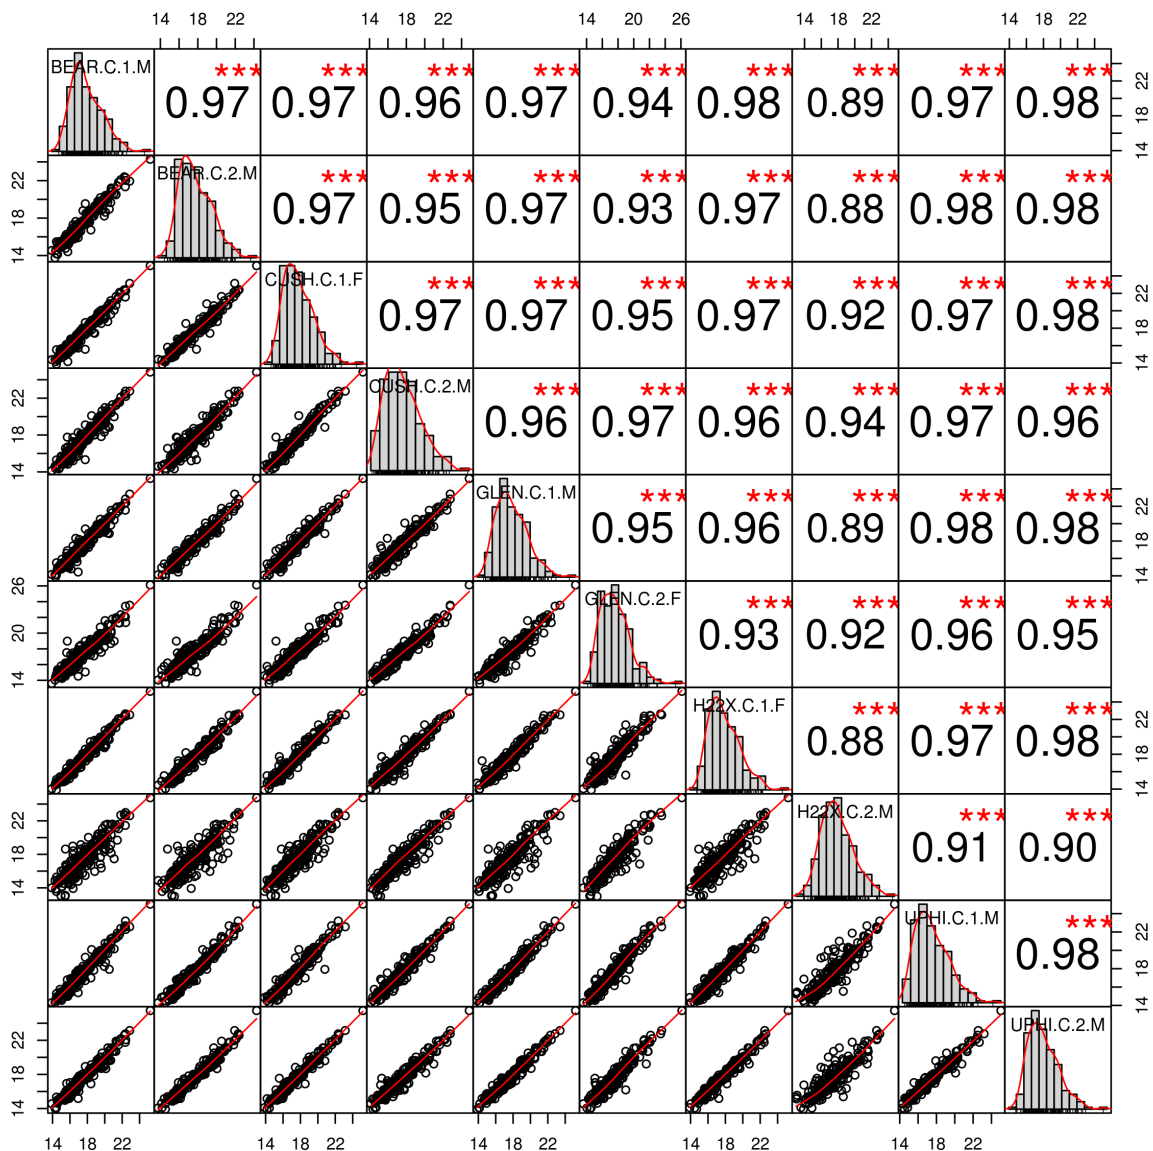 14 18 22 14 20 26 14 18 22 14 18 22
BEAR.C.1.M 0.97 *** 0.97 *** 0.96 *** 0.97 *** 0.94 *** 0.98 *** 0.89 *** 0.97 *** 0.98 *** 14 18 22
14 18 22 BEAR.C.2.M 0.97 *** 0.95 *** 0.97 *** 0.93 *** 0.97 *** 0.88 *** 0.98 *** 0.98 ***
CUSH.C.1.F 0.97 *** 0.97 *** 0.95 *** 0.97 *** 0.92 *** 0.97 *** 0.98 *** 14 18 22
14 18 22 CUSH.C.2.M 0.96 *** 0.97 *** 0.96 *** 0.94 *** 0.97 *** 0.96 ***
GLEN.C.1.M 0.95 *** 0.96 *** 0.89 *** 0.98 *** 0.98 *** 14 18 22
14 20 26 GLEN.C.2.F 0.93 *** 0.92 *** 0.96 *** 0.95 ***
H22X.C.1.F 0.88 *** 0.97 *** 0.98 *** 14 18 22
14 18 22 H22X.C.2.M 0.91 *** 0.90 ***
UPHI.C.1.M 0.98 *** 14 18 22
14 18 22 UPHI.C.2.M
14 18 22 14 18 22 14 18 22 14 18 22 14 18 22